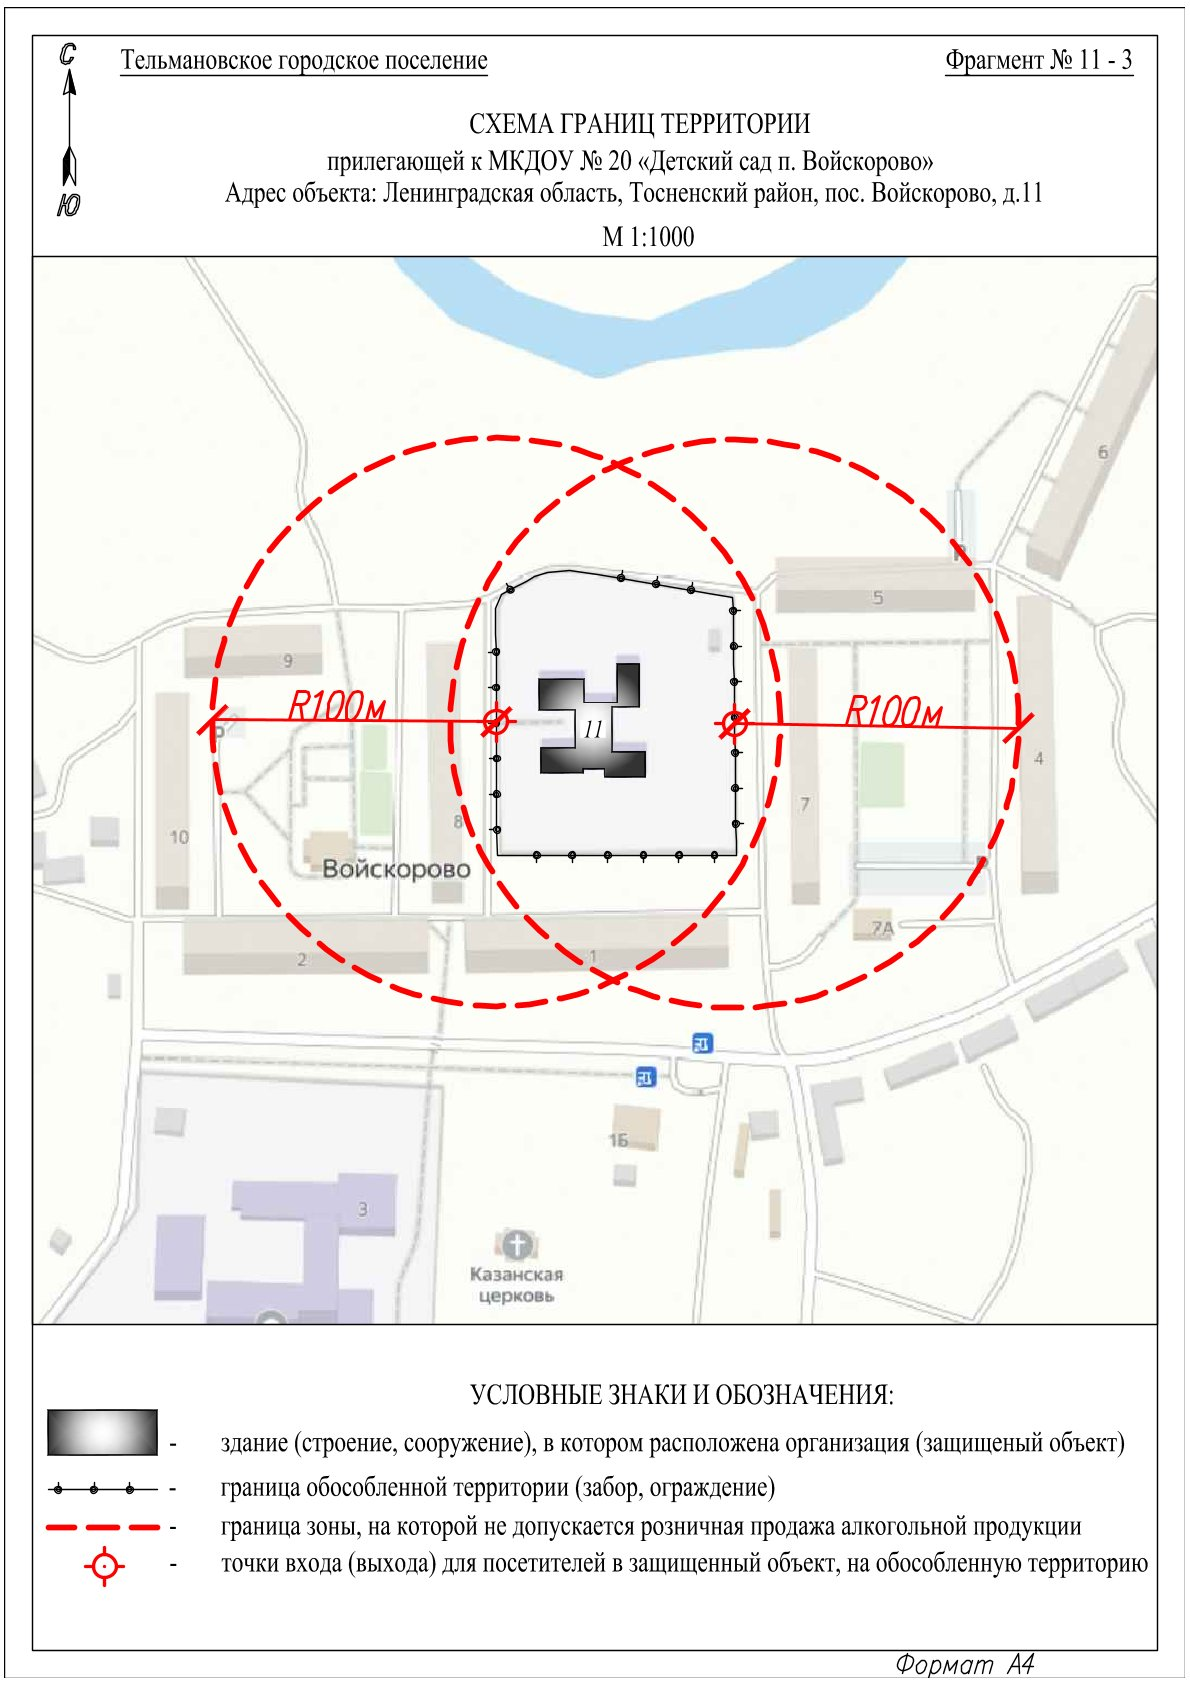 С
Тельмановское городское поселение
Фрагмент № 11 - 3
СХЕМА ГРАНИЦ ТЕРРИТОРИИ
прилегающей к МКДОУ № 20 «Детский сад п. Войскорово»
Адрес объекта: Ленинградская область, Тосненский район, пос. Войскорово, д.11
Ю
М 1:1000
6
P
5
9
R100м
R100м
P
11
4
7
8
10
Войскорово
P
7А
2
1
1Б
3
Казанская
церковь
УСЛОВНЫЕ ЗНАКИ И ОБОЗНАЧЕНИЯ:
- здание (строение, сооружение), в котором расположена организация (защищеный объект)
- граница обособленной территории (забор, ограждение)
- граница зоны, на которой не допускается розничная продажа алкогольной продукции
- точки входа (выхода) для посетителей в защищенный объект, на обособленную территорию
Формат А4